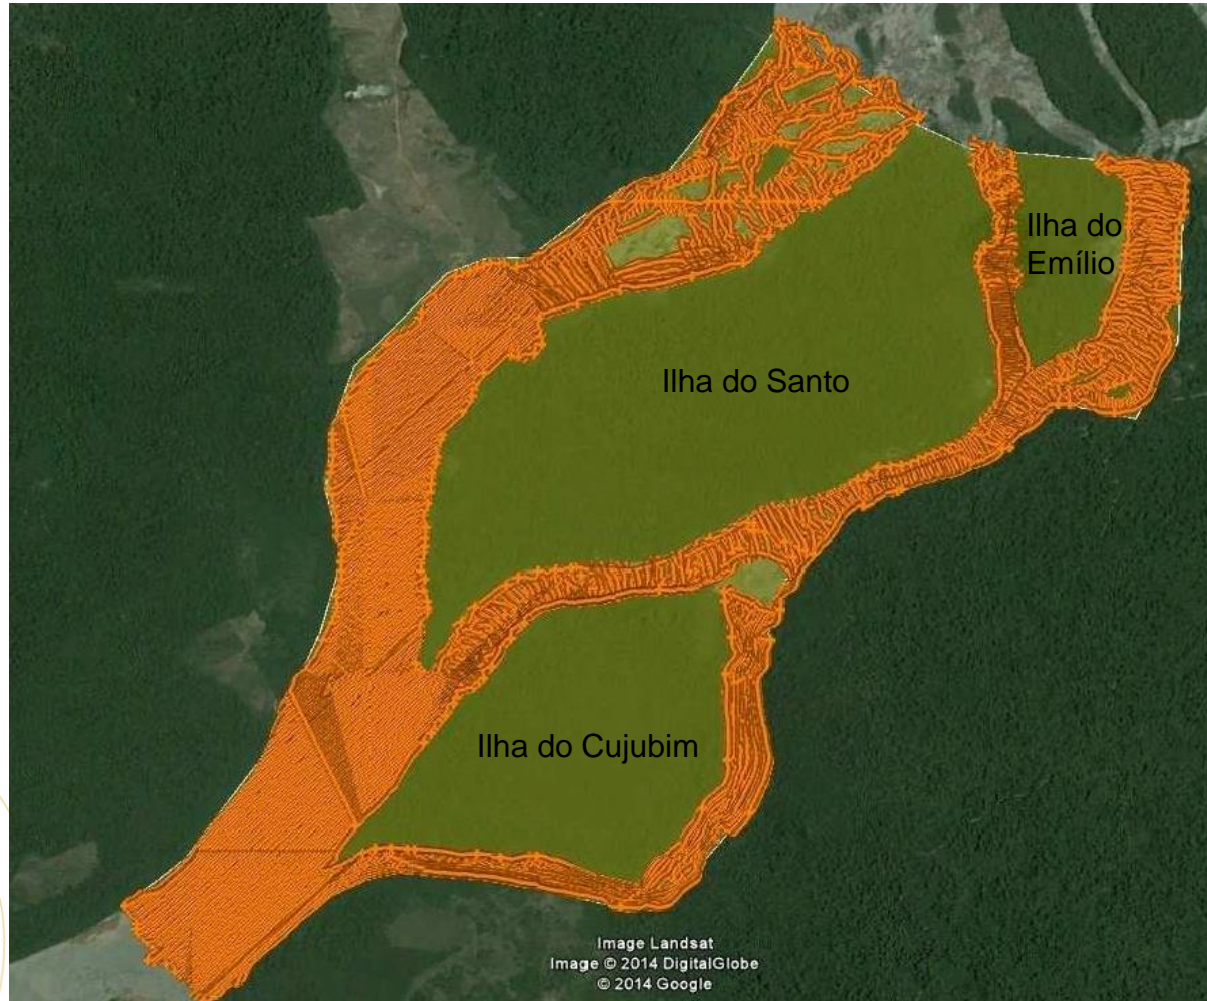 Ilha do
Emílio
Ilha do Santo
Ilha do Cujubim
Image Landsat
Image © 2014 DigitalGlobe
© 2014 Google